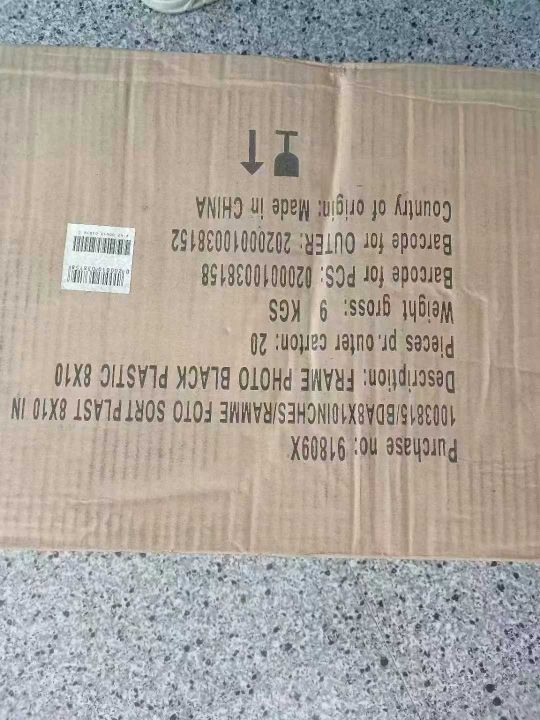 Purchase no: 91809X
1003815/BDA8X10INCHES/RAMME FOTO SORT PLAST 8X10 IN
Description: FRAME PHOTO BLACK PLASTIC 8X10
Pieces pr.outer carton: 20
Weight gross: 9 KGS
Barcode for PCS: 0200010038158
Barcode for OUTER: 20200010038152
Country of origin: Made in CHINA